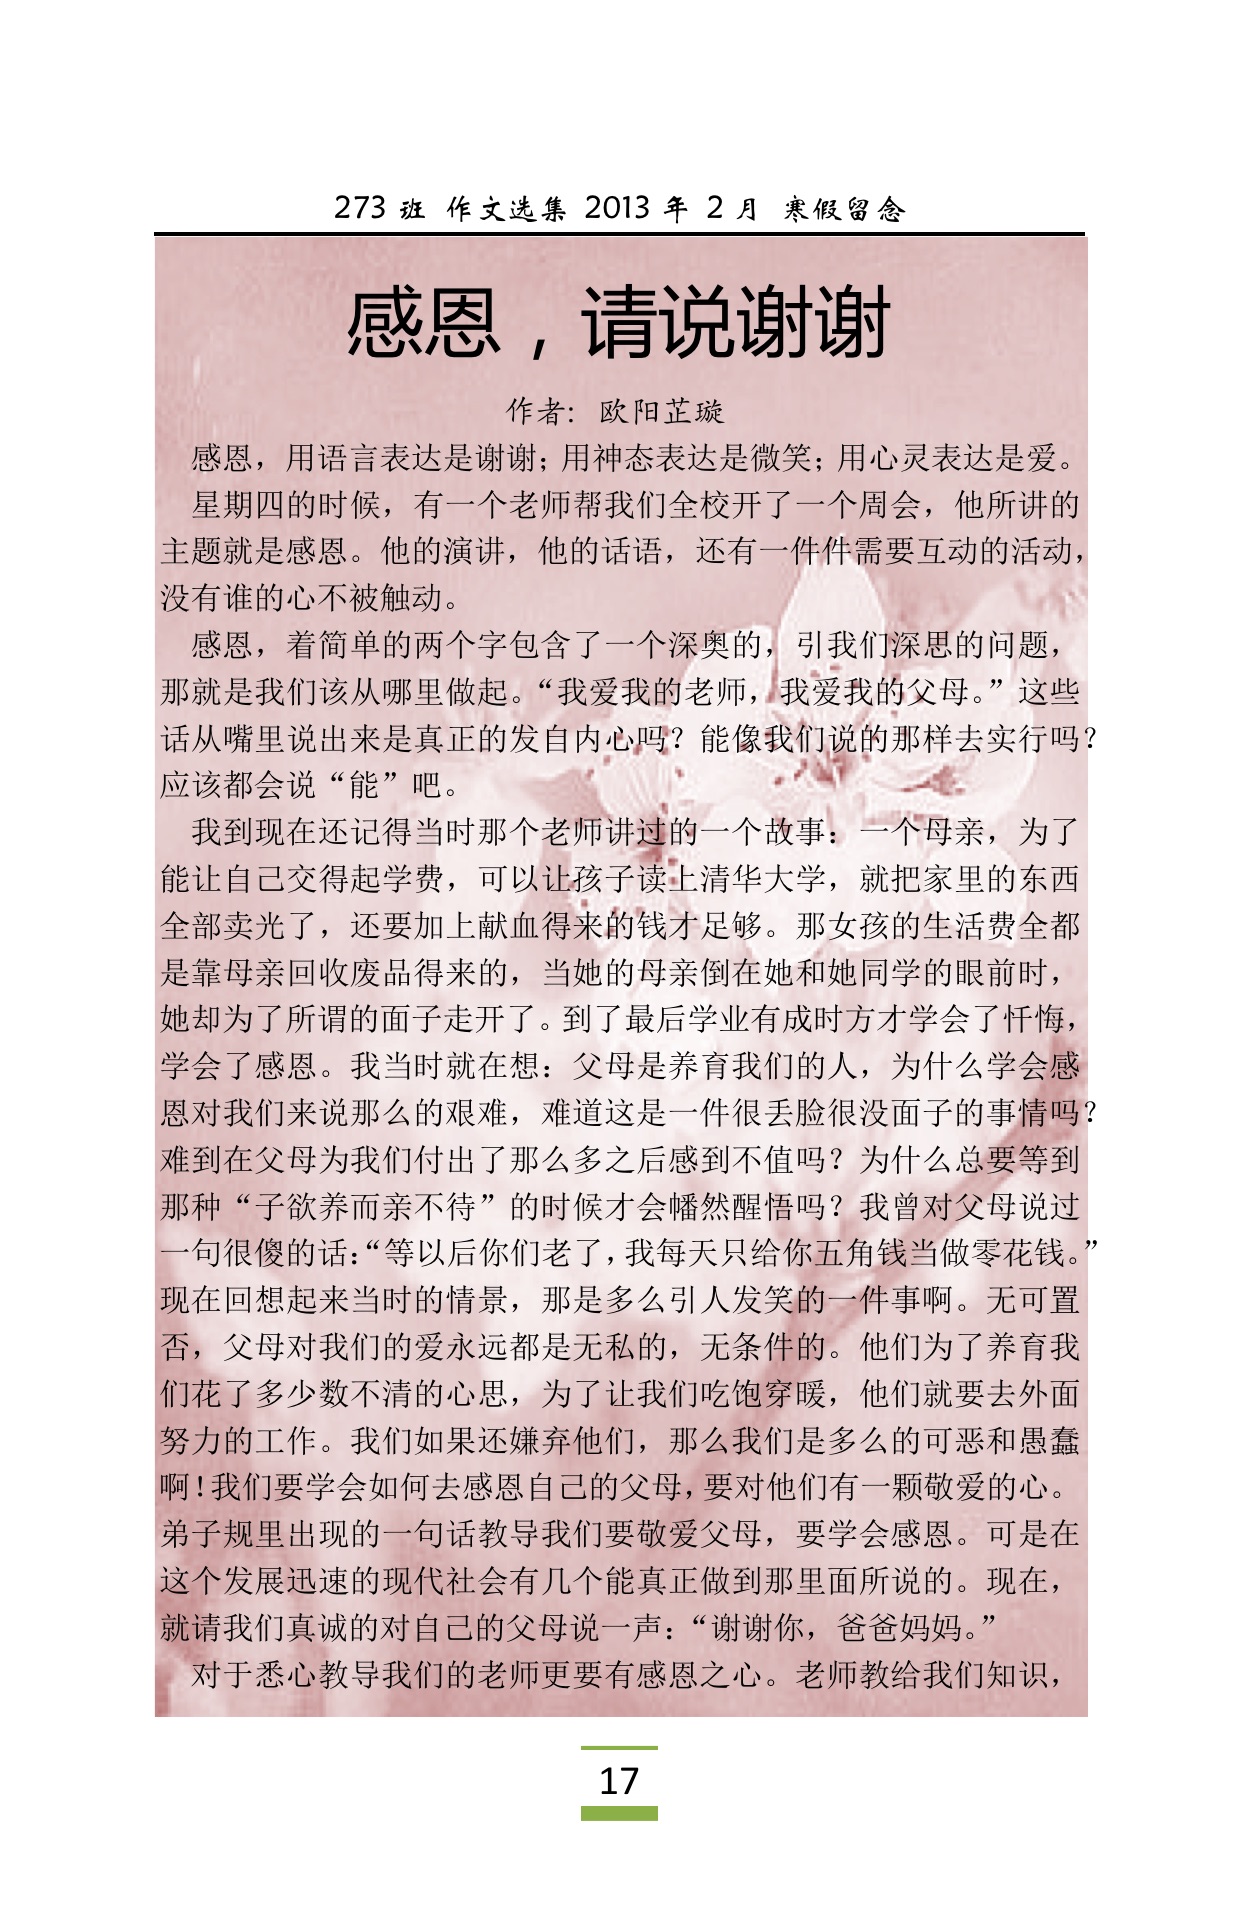 273 班 作文选集 2013 年 2 月 寒假留念
感恩，请说谢谢
作者：欧阳芷璇
感恩，用语言表达是谢谢；用神态表达是微笑；用心灵表达是爱。
星期四的时候，有一个老师帮我们全校开了一个周会，他所讲的
主题就是感恩。他的演讲，他的话语，还有一件件需要互动的活动，
没有谁的心不被触动。
感恩，着简单的两个字包含了一个深奥的，引我们深思的问题，
那就是我们该从哪里做起。“我爱我的老师，我爱我的父母。”这些
话从嘴里说出来是真正的发自内心吗？能像我们说的那样去实行吗？
应该都会说“能”吧。
我到现在还记得当时那个老师讲过的一个故事：一个母亲，为了
能让自己交得起学费，可以让孩子读上清华大学，就把家里的东西
全部卖光了，还要加上献血得来的钱才足够。那女孩的生活费全都
是靠母亲回收废品得来的，当她的母亲倒在她和她同学的眼前时，
她却为了所谓的面子走开了。到了最后学业有成时方才学会了忏悔，
学会了感恩。我当时就在想：父母是养育我们的人，为什么学会感
恩对我们来说那么的艰难，难道这是一件很丢脸很没面子的事情吗？
难到在父母为我们付出了那么多之后感到不值吗？为什么总要等到
那种“子欲养而亲不待”的时候才会幡然醒悟吗？我曾对父母说过
一句很傻的话：“等以后你们老了，我每天只给你五角钱当做零花钱。”
现在回想起来当时的情景，那是多么引人发笑的一件事啊。无可置
否，父母对我们的爱永远都是无私的，无条件的。他们为了养育我
们花了多少数不清的心思，为了让我们吃饱穿暖，他们就要去外面
努力的工作。我们如果还嫌弃他们，那么我们是多么的可恶和愚蠢
啊！我们要学会如何去感恩自己的父母，要对他们有一颗敬爱的心。
弟子规里出现的一句话教导我们要敬爱父母，要学会感恩。可是在
这个发展迅速的现代社会有几个能真正做到那里面所说的。现在，
就请我们真诚的对自己的父母说一声：“谢谢你，爸爸妈妈。”
对于悉心教导我们的老师更要有感恩之心。老师教给我们知识，
17